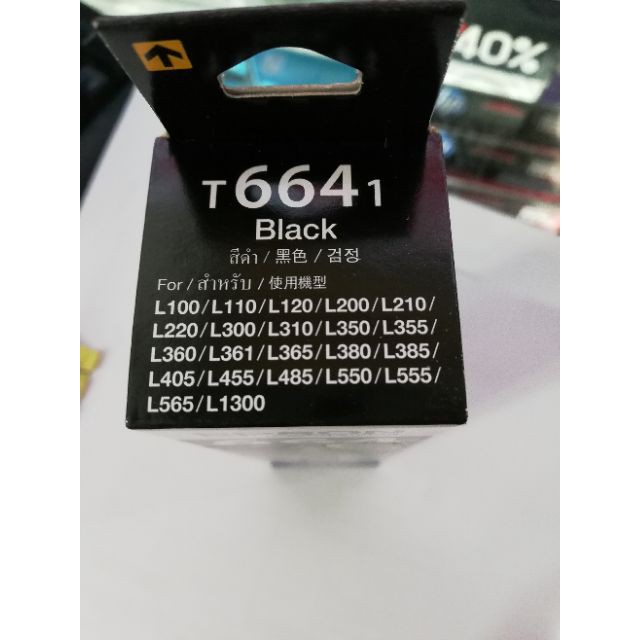 40%
T6641
Black
สีดำ / 黑色 / 검정
For / สำหรับ / 使用機型
L100/L110/L120/L200/L210/
L220/L300/L310/L350/L355/
L360/L361/L365/L380/L385/
L405/L455/L485/L550/L555/
L565/L1300